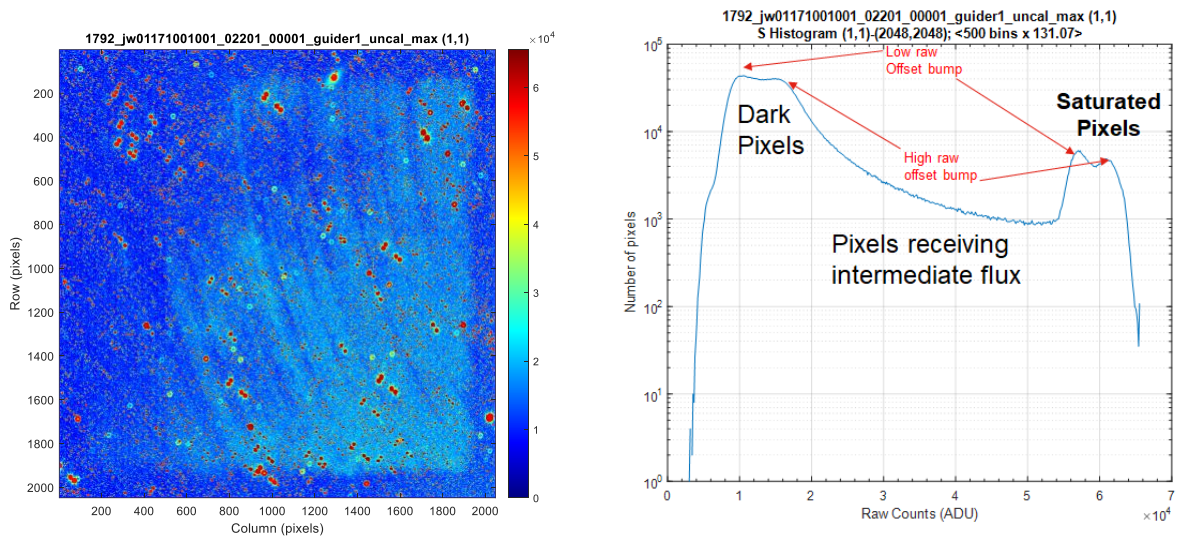 1792_jw01171001001_02201_00001_guider1_uncal_max (1,1)
×10⁴
200
400
600
800
1000
1200
1400
1600
1800
2000
Row (pixels)
200 400 600 800 1000 1200 1400 1600 1800 2000
Column (pixels)
6
5
4
3
2
1
0
1792_jw01171001001_02201_00001_guider1_uncal_max (1,1)
S Histogram (1,1)-(2048,2048); <500 bins x 131.07>
10⁵
10⁴
10³
10²
10¹
10⁰
Number of pixels
Low raw
Offset bump
Dark
Pixels
Saturated
Pixels
High raw
offset bump
Pixels receiving
intermediate flux
0 1 2 3 4 5 6 70
Raw Counts (ADU)
×10⁴